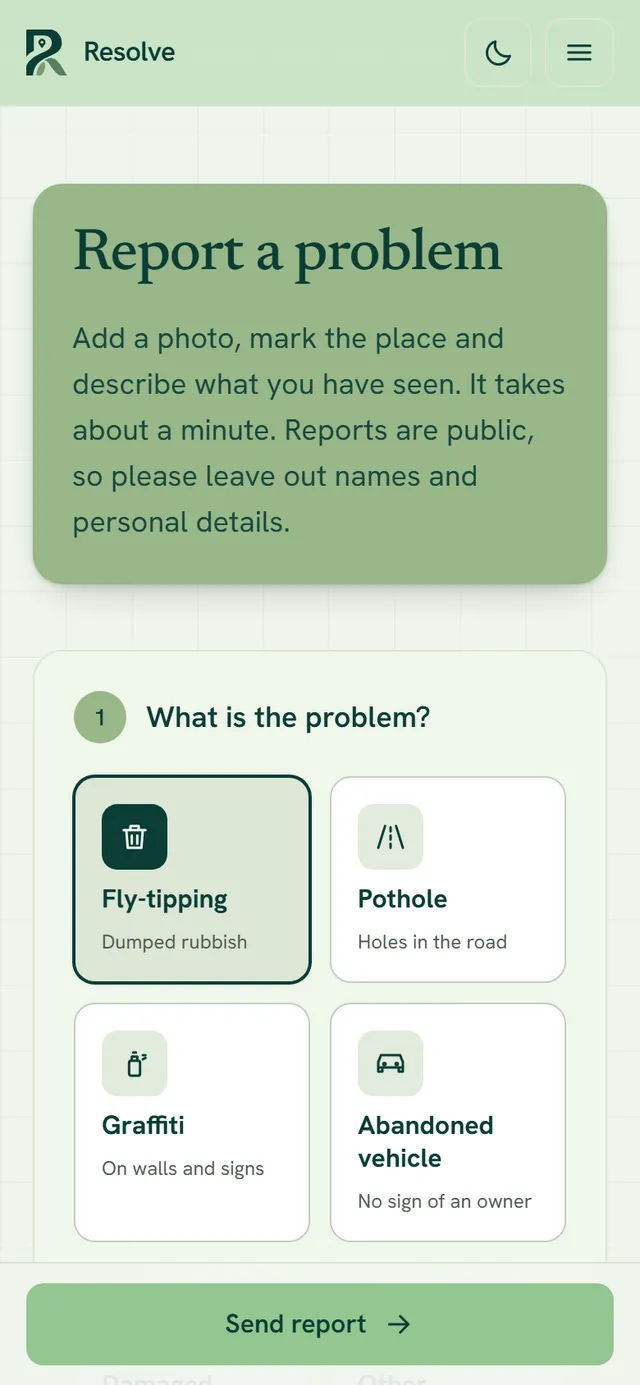 Resolve
Report a problem
Add a photo, mark the place and
describe what you have seen. It takes
about a minute. Reports are public,
so please leave out names and
personal details.
1
What is the problem?
Fly-tipping
Dumped rubbish
Pothole
Holes in the road
Graffiti
On walls and signs
Abandoned
vehicle
No sign of an owner
Send report
Damaged
Other